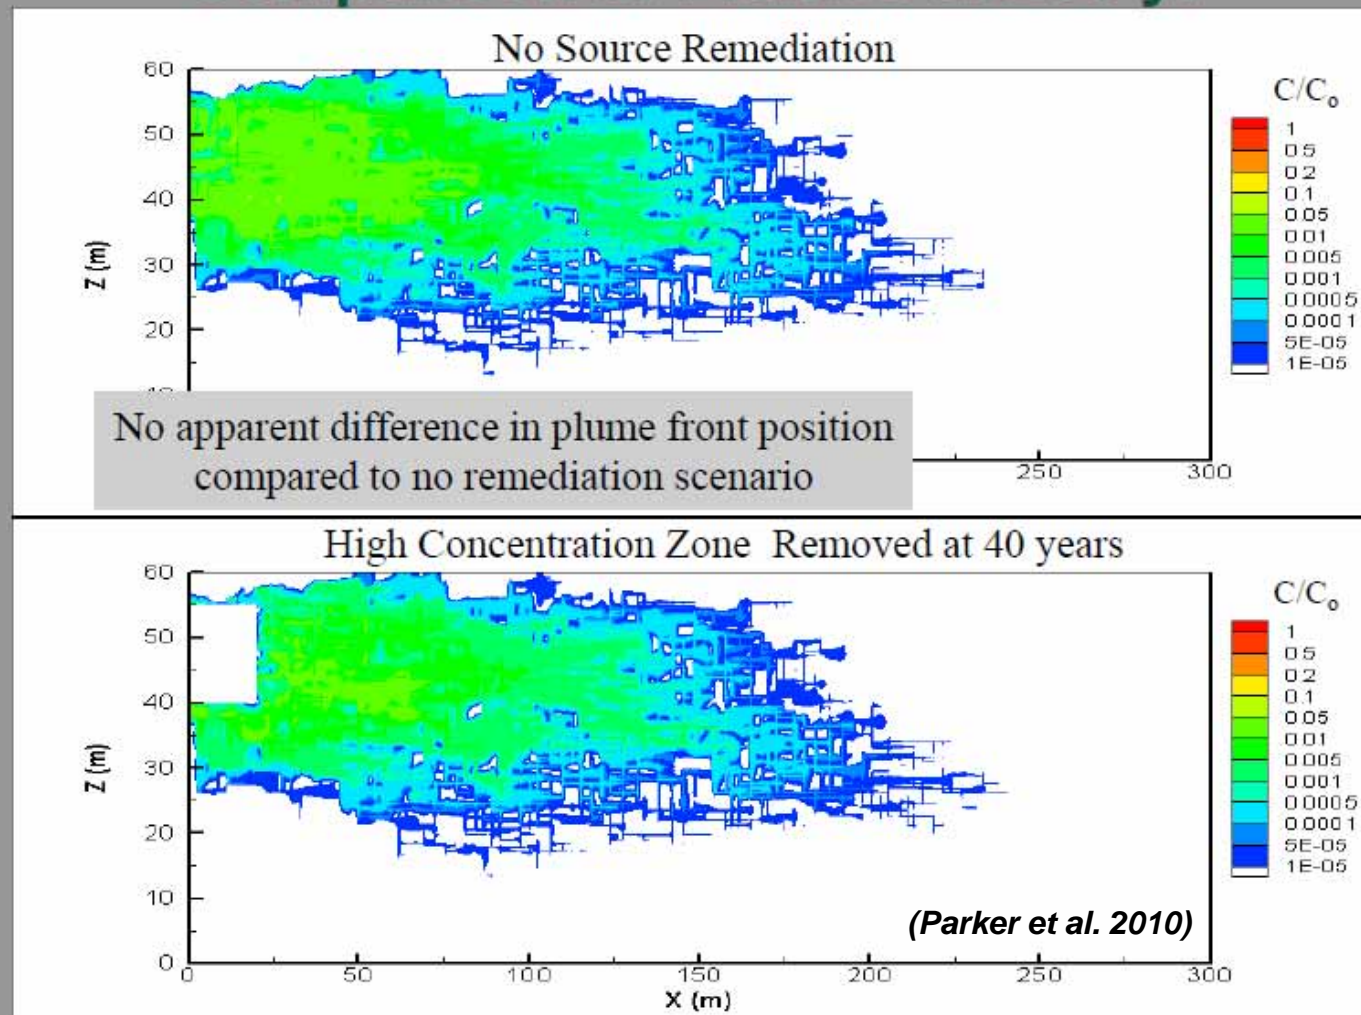 No Source Remediation
60
50
40
30
20
Z (m)
250
300
C/Co
1
0.5
0.2
0.1
0.05
0.01
0.005
0.001
0.0005
0.0001
5E-05
1E-05
No apparent difference in plume front position
compared to no remediation scenario
High Concentration Zone Removed at 40 years
60
50
40
30
20
10
0
Z (m)
0
50
100
150
200
250
300
X (m)
C/Co
1
0.5
0.2
0.1
0.05
0.01
0.005
0.001
0.0005
0.0001
5E-05
1E-05
(Parker et al. 2010)